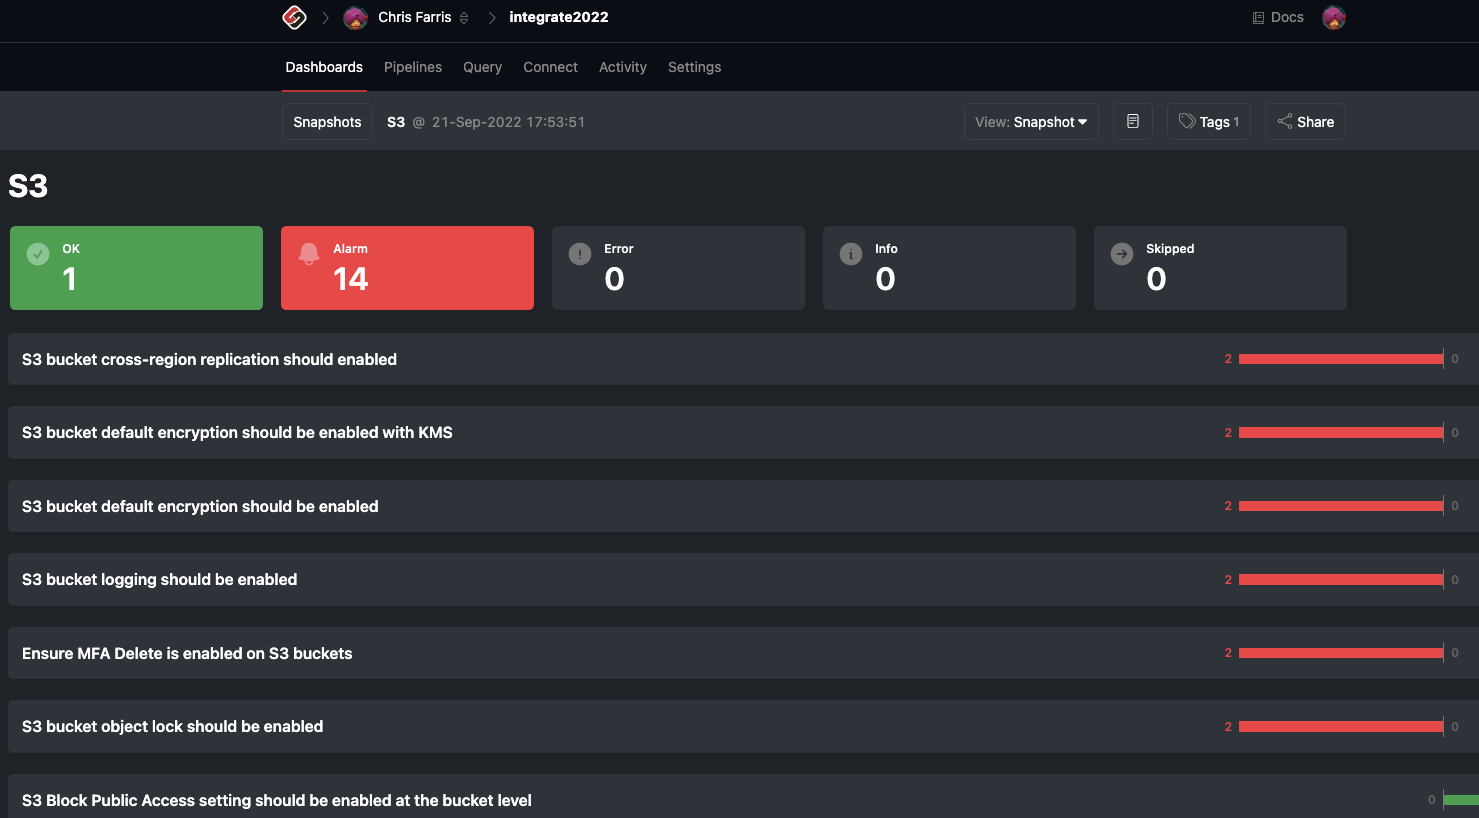 Chris Farris integrate2022 Docs
Dashboards Pipelines Query Connect Activity Settings
Snapshots S3 @ 21-Sep-2022 17:53:51 View: Snapshot Tags 1 Share
S3
OK
1
Alarm
14
Error
0
Info
0
Skipped
0
S3 bucket cross-region replication should enabled 2 0
S3 bucket default encryption should be enabled with KMS 2 0
S3 bucket default encryption should be enabled 2 0
S3 bucket logging should be enabled 2 0
Ensure MFA Delete is enabled on S3 buckets 2 0
S3 bucket object lock should be enabled 2 0
S3 Block Public Access setting should be enabled at the bucket level 0